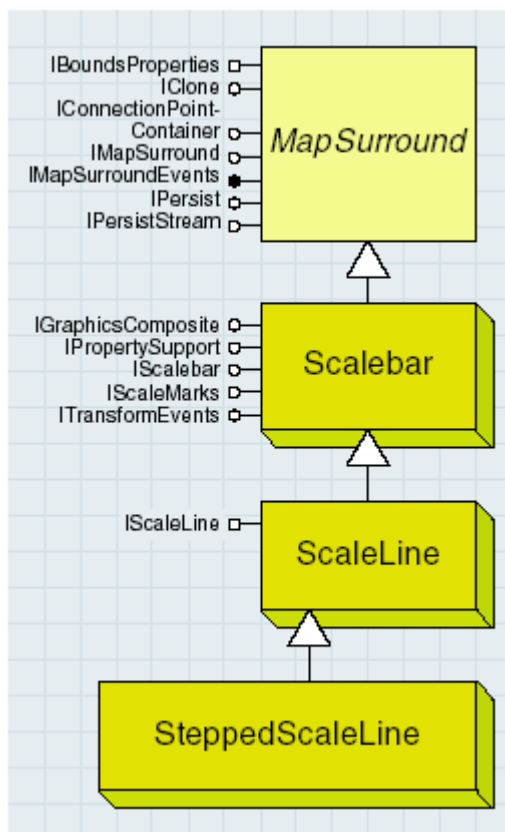 IBoundsProperties
IClone
IConnectionPoint-
Container
IMapSurround
IMapSurroundEvents
IPersist
IPersistStream
MapSurround
IGraphicsComposite
IPropertySupport
IScalebar
IScaleMarks
ITransformEvents
Scalebar
IScaleLine
ScaleLine
SteppedScaleLine